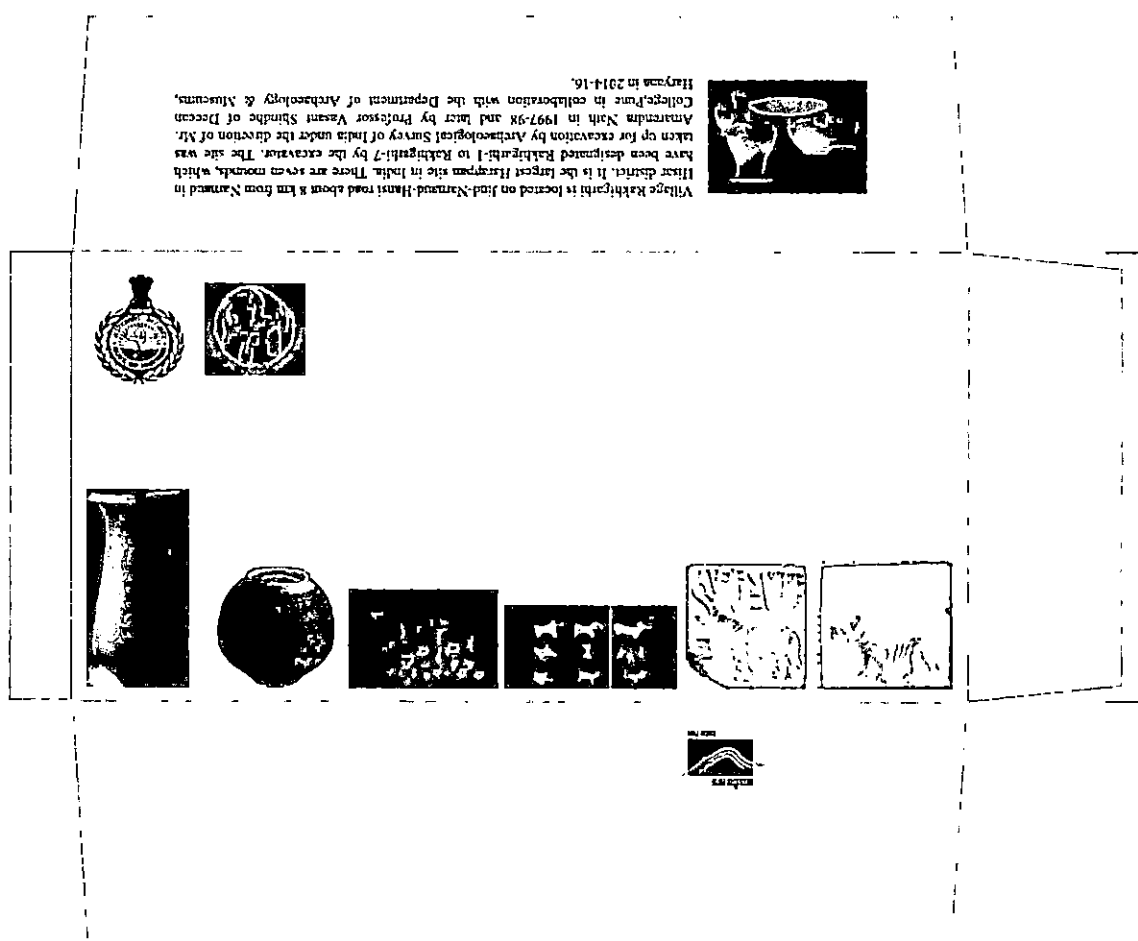 Village Rakhigarhi is located on Jind-Narnaud-Hansi road about 8 km from Narnaud in
Hisar district. It is the largest Harappan site in India. There are seven mounds, which
have been designated Rakhigarhi-1 to Rakhigarhi-7 by the excavator. The site was
taken up for excavation by Archaeological Survey of India under the direction of Mr.
Amarendra Nath in 1997-98 and later by Professor Vasant Shindhe of Deccan
College,Pune in collaboration with the Department of Archaeology & Museums,
Haryana in 2014-16.